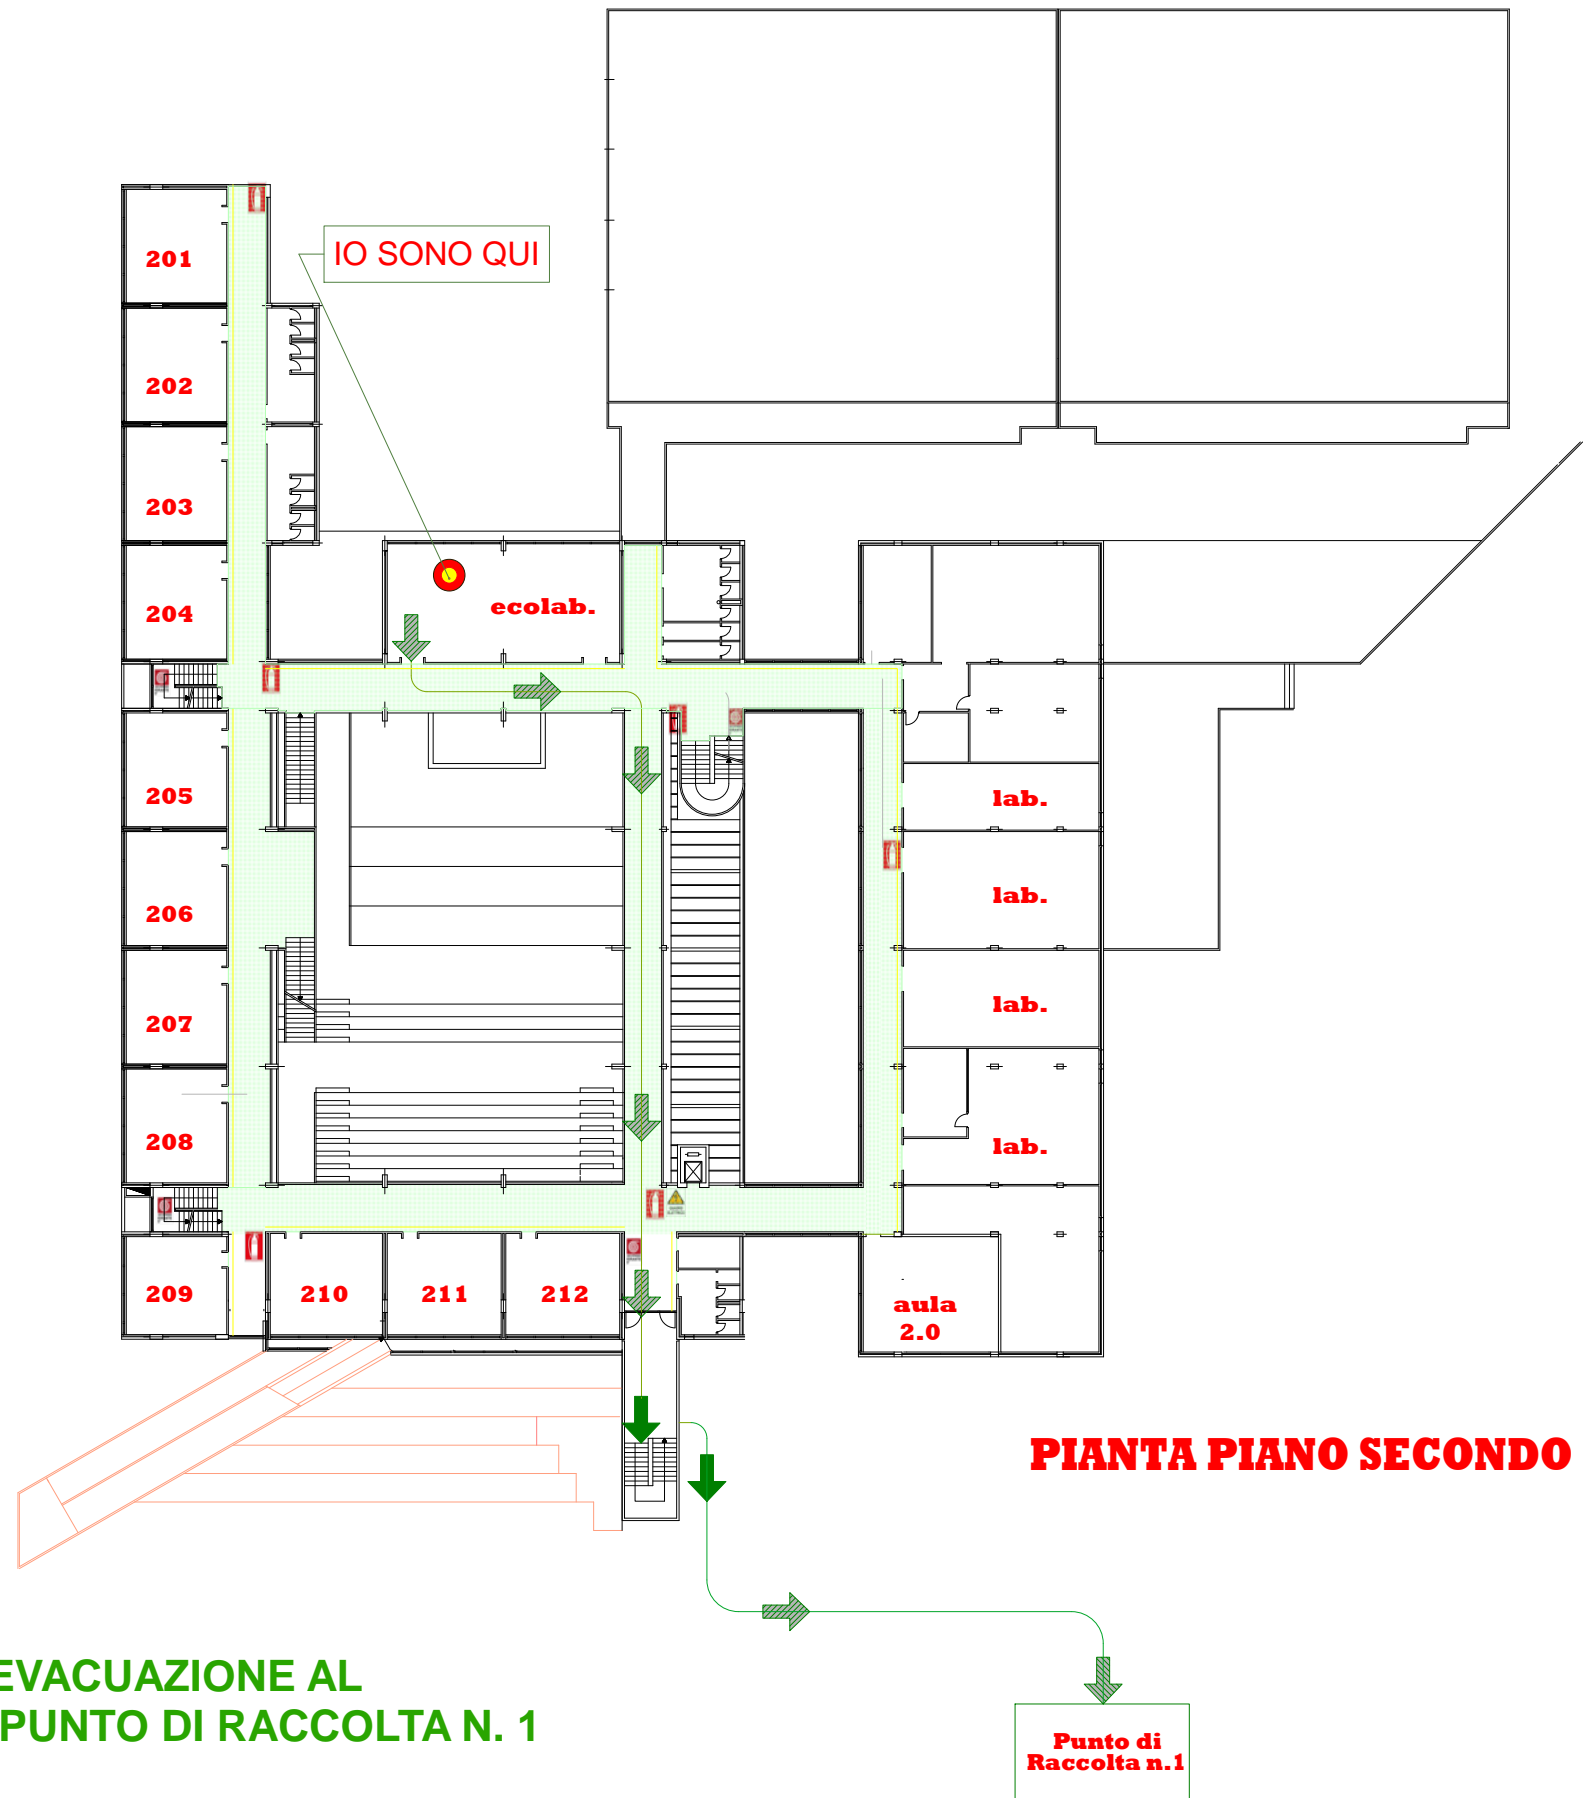 IO SONO QUI
201
202
203
204
ecolab.
205
lab.
206
lab.
207
lab.
208
lab.
209
210
211
212
aula
2.0
PIANTA PIANO SECONDO
EVACUAZIONE AL
PUNTO DI RACCOLTA N. 1
Punto di
Raccolta n.1